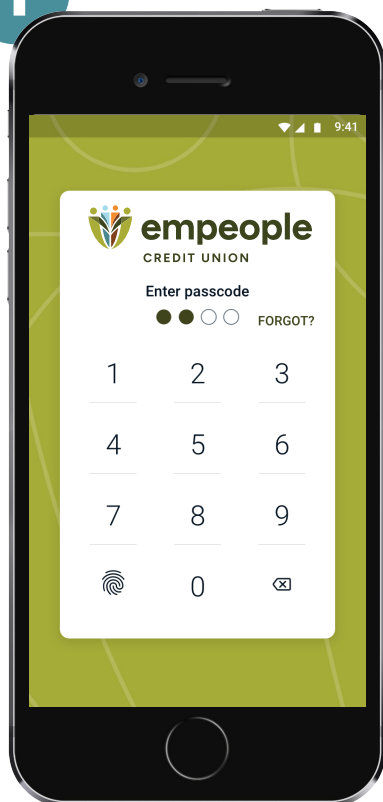 9:41
empeople
CREDIT UNION
Enter passcode
FORGOT?
1 2 3
4 5 6
7 8 9
0